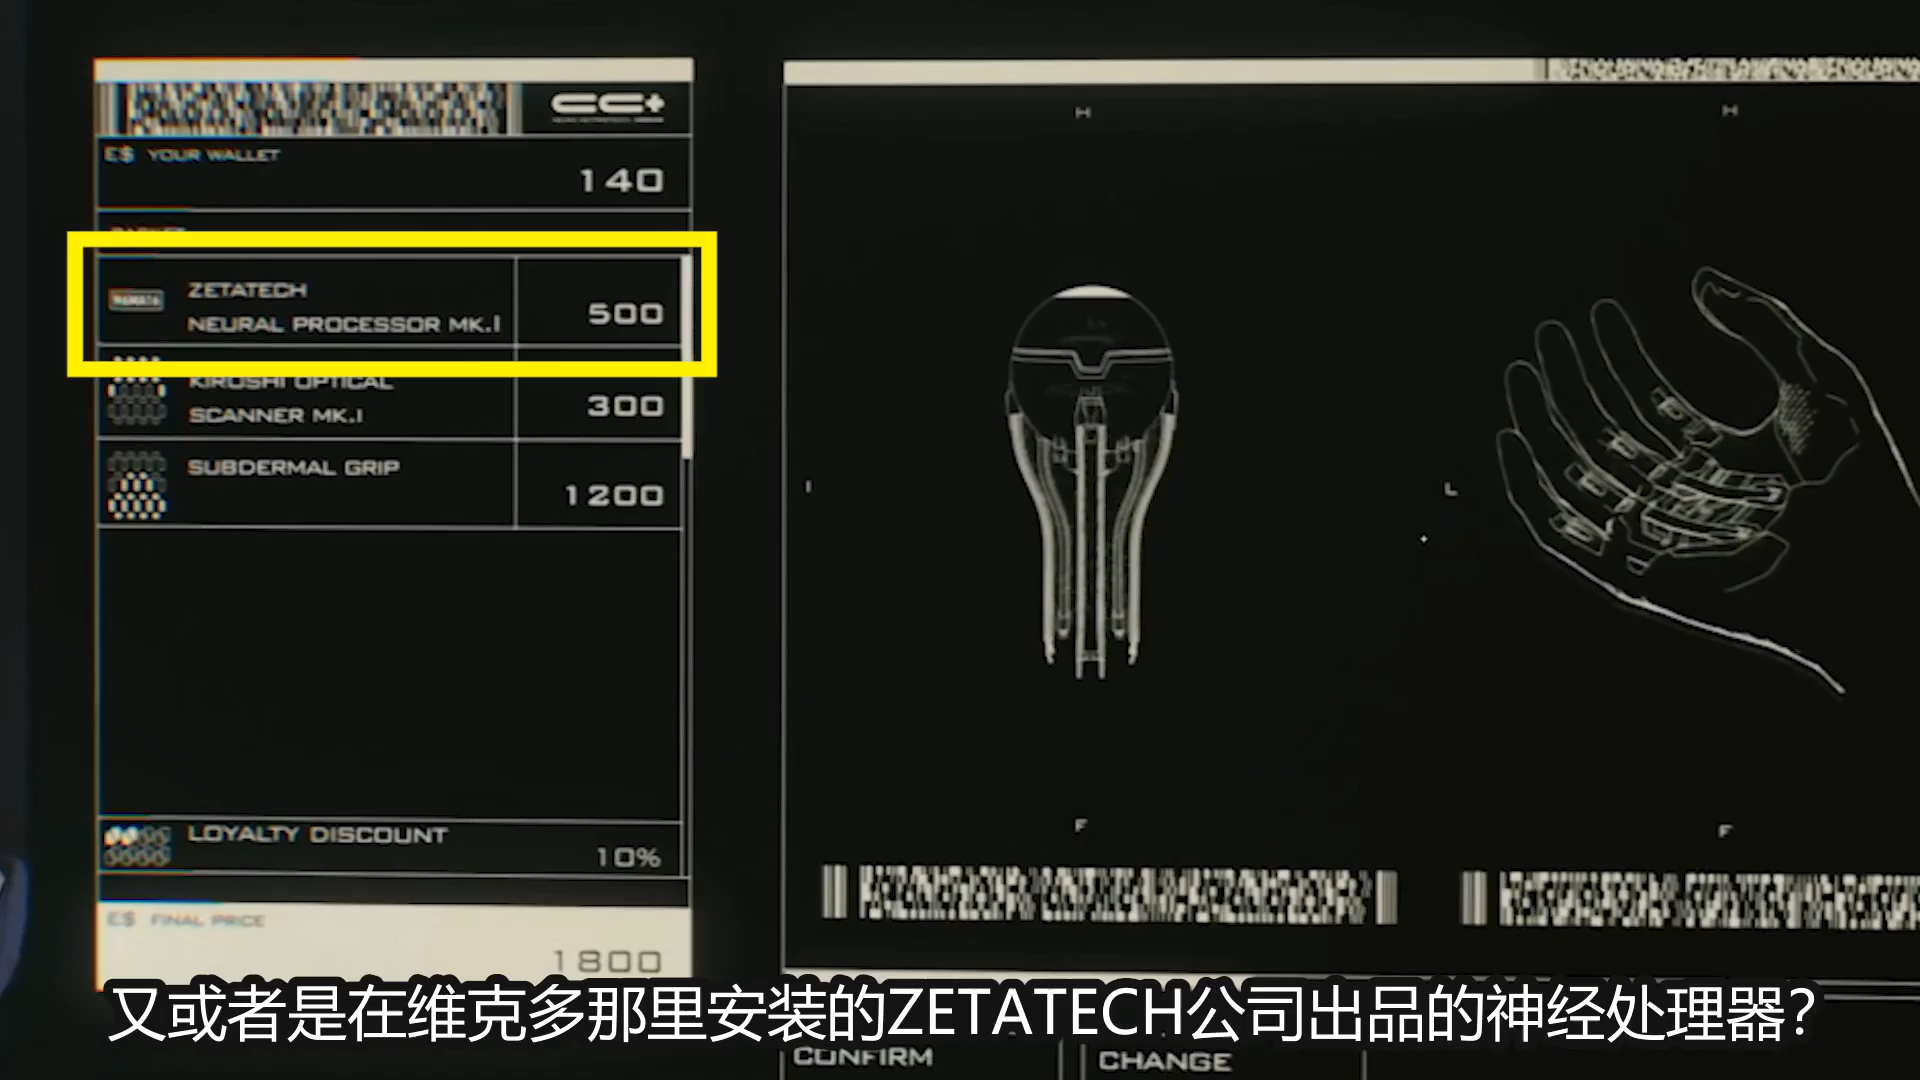 CC+
E$ YOUR WALLET
140
ZETATECH
NEURAL PROCESSOR MK.I
500
KIROSHI OPTICAL
SCANNER MK.I
300
SUBDERMAL GRIP
1200
LOYALTY DISCOUNT
10%
E$ FINAL PRICE
1800
H
H
I
L
F
F
又或者是在维克多那里安装的ZETATECH公司出品的神经处理器?
CONFIRM
CHANGE